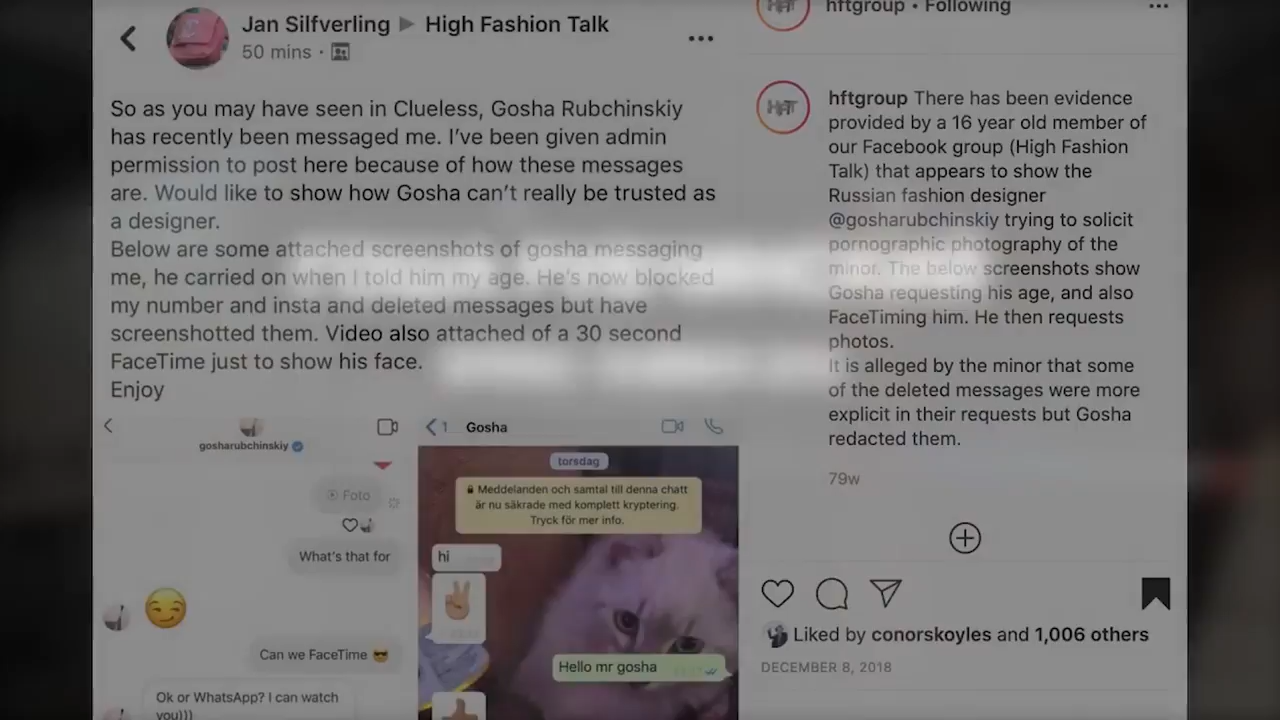 Jan Silfverling ▶ High Fashion Talk
50 mins ·
So as you may have seen in Clueless, Gosha Rubchinskiy
has recently been messaged me. I've been given admin
permission to post here because of how these messages
are. Would like to show how Gosha can't really be trusted as
a designer.
Below are some attached screenshots of gosha messaging
me, he carried on when I told him my age. He's now blocked
my number and insta and deleted messages but have
screenshotted them. Video also attached of a 30 second
FaceTime just to show his face.
Enjoy
gosharubchinskiy
Foto
What's that for
Can we FaceTime 😎
Ok or WhatsApp? I can watch
you)))
1 Gosha
torsdag
Meddelanden och samtal till denna chatt
är nu säkrade med komplett kryptering.
Tryck för mer info.
hi
Hello mr gosha
hftgroup • Following
hftgroup There has been evidence
provided by a 16 year old member of
our Facebook group (High Fashion
Talk) that appears to show the
Russian fashion designer
@gosharubchinskiy trying to solicit
pornographic photography of the
minor. The below screenshots show
Gosha requesting his age, and also
FaceTiming him. He then requests
photos.
It is alleged by the minor that some
of the deleted messages were more
explicit in their requests but Gosha
redacted them.
79w
Liked by conorskoyles and 1,006 others
DECEMBER 8, 2018